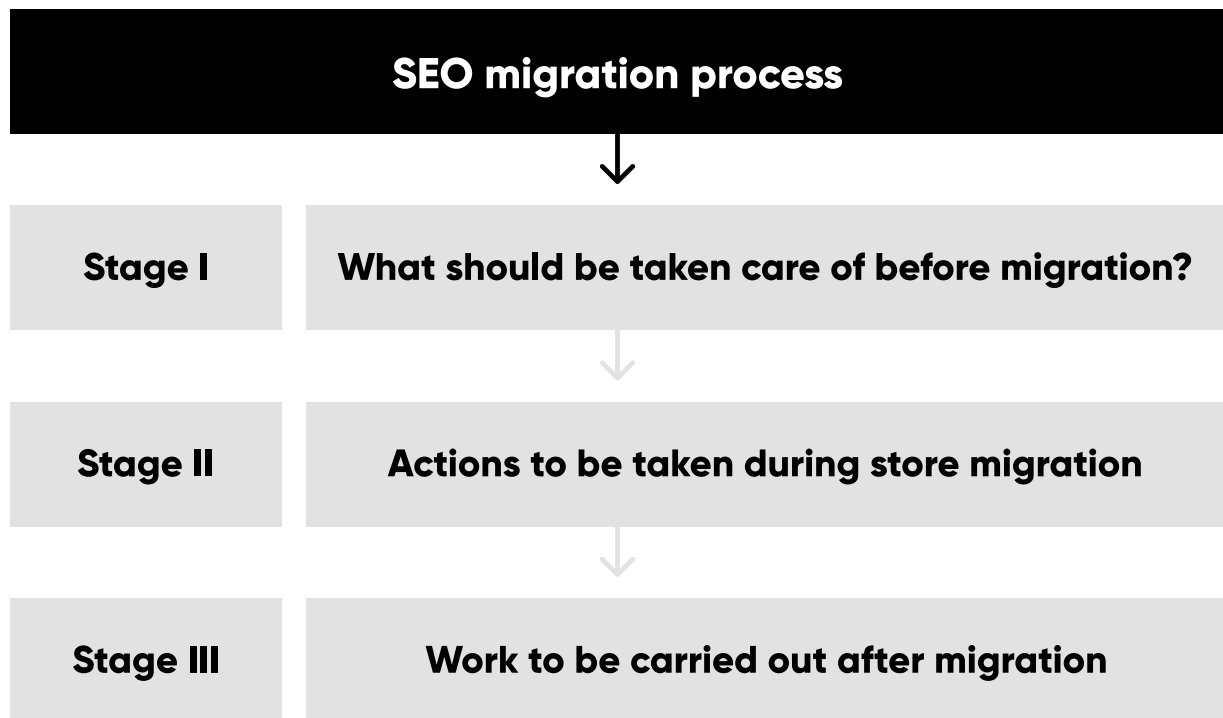 SEO migration process
Stage I
What should be taken care of before migration?
Stage II
Actions to be taken during store migration
Stage III
Work to be carried out after migration